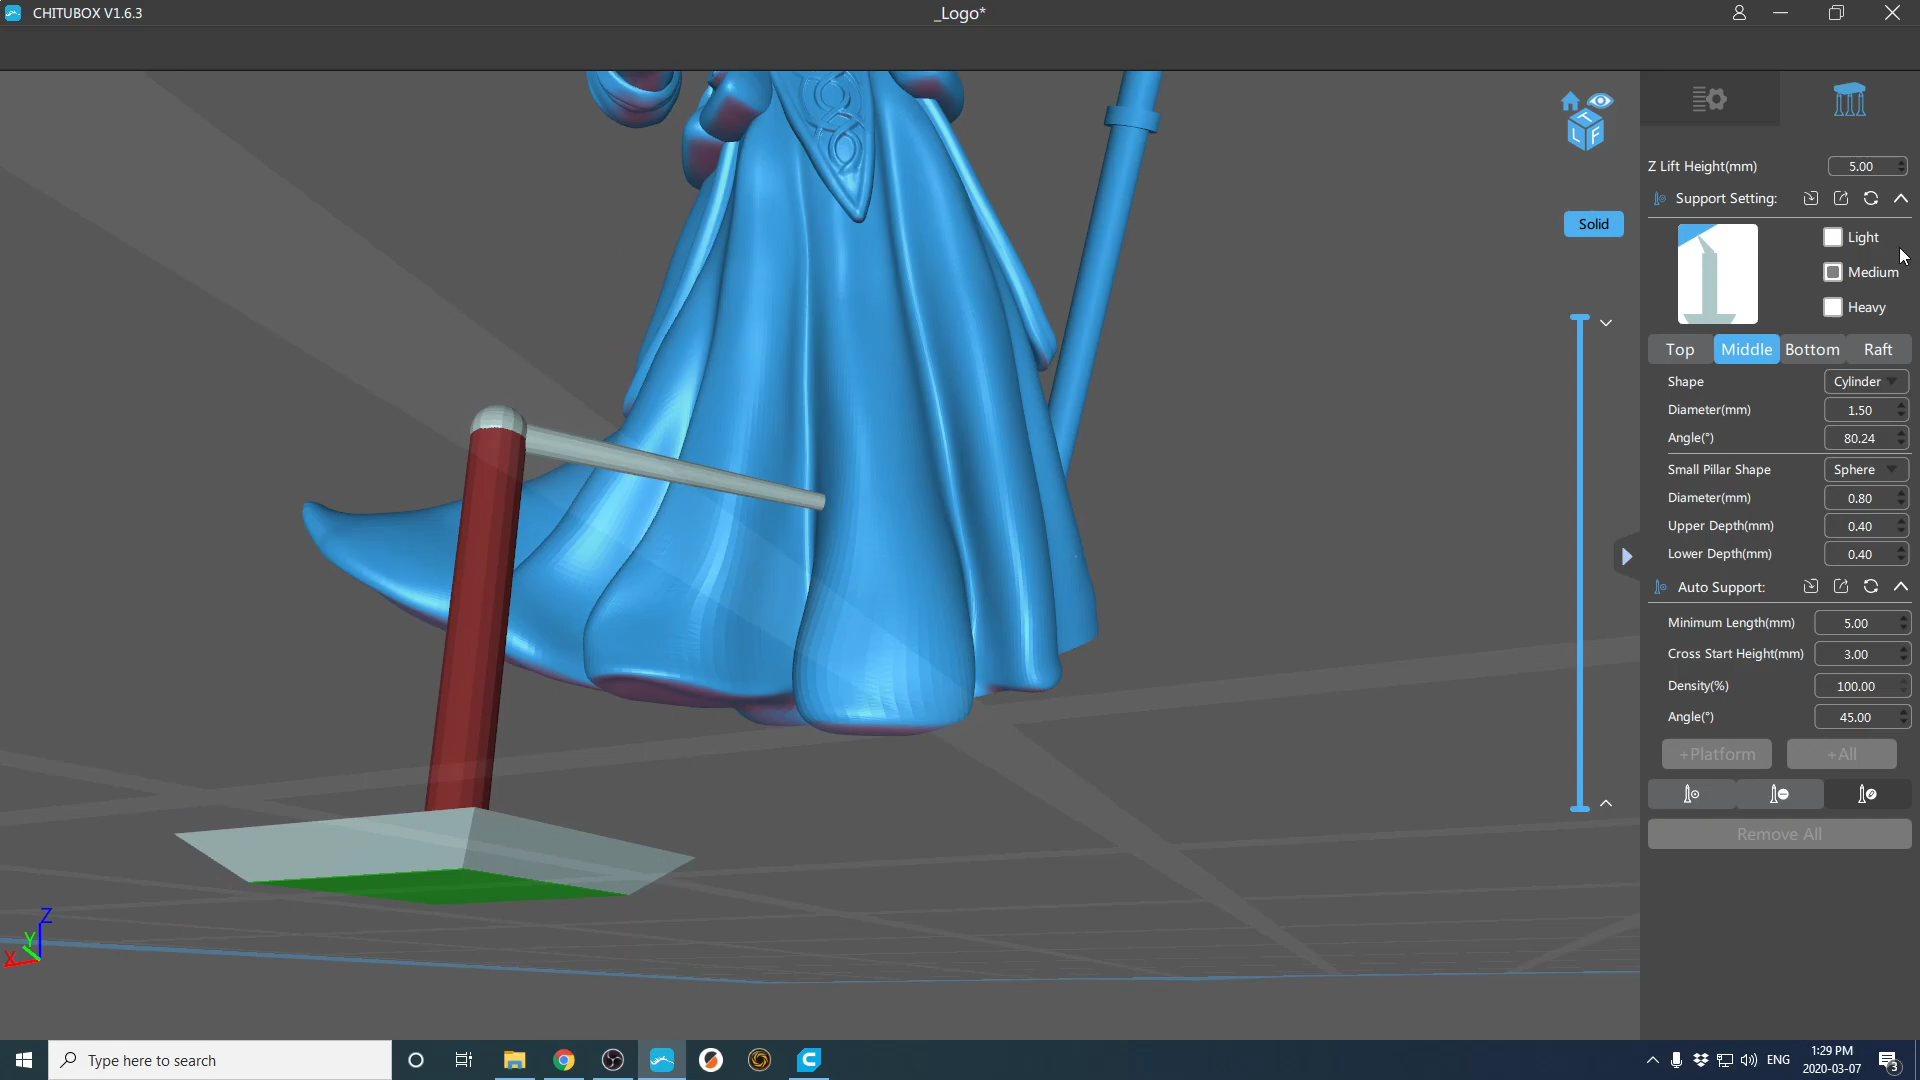 CHITUBOX V1.6.3
_Logo*
T
L F
Solid
Z Lift Height(mm) 5.00
Support Setting:
Light
Medium
Heavy
Top Middle Bottom Raft
Shape Cylinder
Diameter(mm) 1.50
Angle(°) 80.24
Small Pillar Shape Sphere
Diameter(mm) 0.80
Upper Depth(mm) 0.40
Lower Depth(mm) 0.40
Auto Support:
Minimum Length(mm) 5.00
Cross Start Height(mm) 3.00
Density(%) 100.00
Angle(°) 45.00
+Platform +All
Remove All
Z
Y
X
Type here to search
ENG
1:29 PM
2020-03-07
3